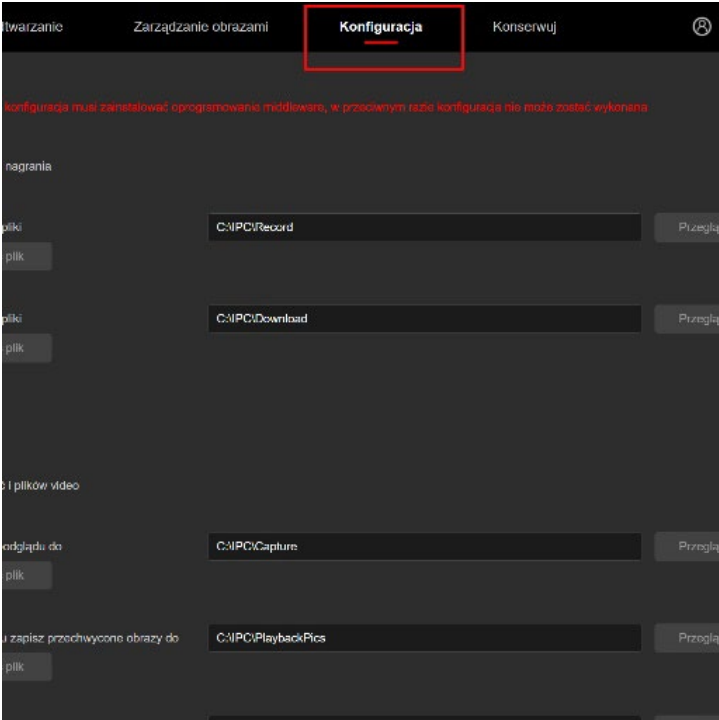 dtwarzanie Zarządzanie obrazami Konfiguracja Konserwuj
konfiguracja musi zainstalować oprogramowanie middleware, w przeciwnym razie konfiguracja nie może zostać wykonana
nagrania
pliki C:\IPC\Record Przeglą
plik
pliki C:\IPC\Download Przeglą
plik
ć i plików video
podglądu do C:\IPC\Capture Przeglą
plik
u zapisz przechwycone obrazy do C:\IPC\PlaybackPics Przeglą
plik